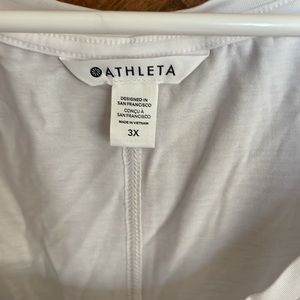 ATHLETA
DESIGNED IN
SAN FRANCISCO
CONÇU À
SAN FRANCISCO
MADE IN VIETNAM
3X